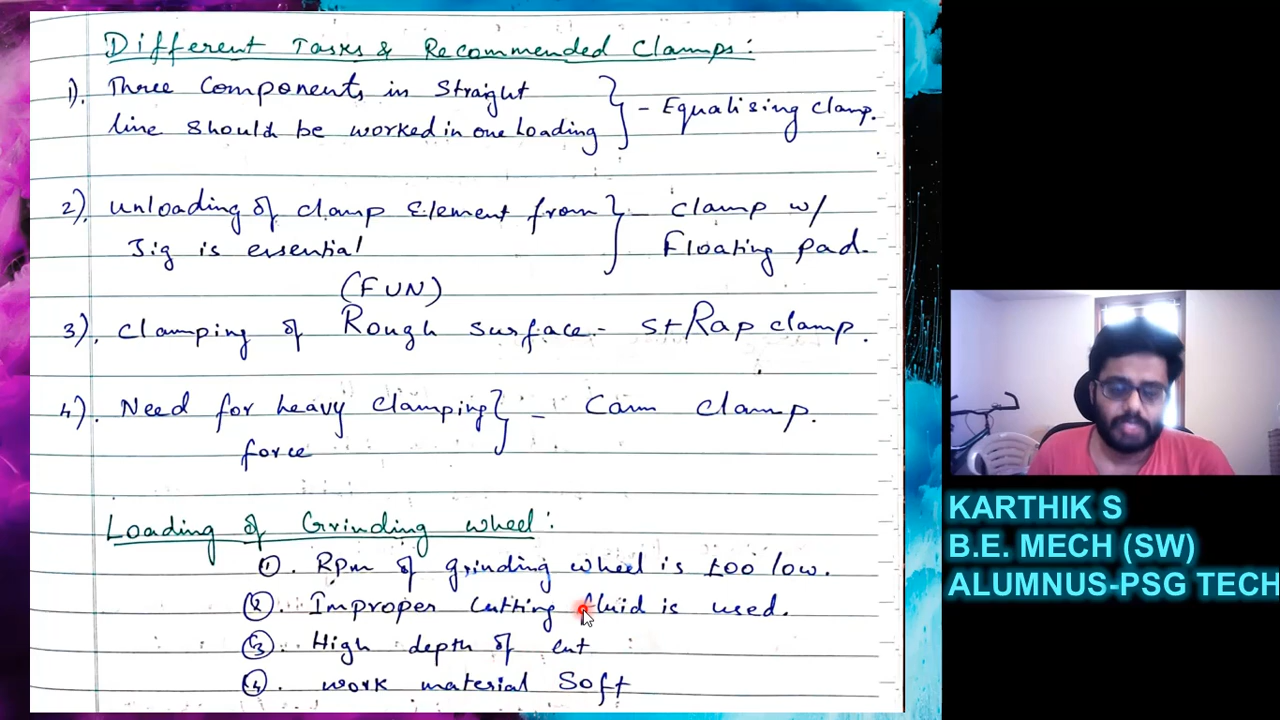 Different Tasks & Recommended Clamps:
1). Three Components in Straight
line should be worked in one Loading } - Equalising clamp.
2). Unloading of clamp Element from } - clamp w/
Jig is essential Floating pad.
(FUN)
3). Clamping of Rough surface - stRap clamp.
4). Need for heavy clamping } - Cam clamp.
force
Loading of Grinding wheel:
①. Rpm of grinding wheel is too low.
②. Improper cutting fluid is used.
③. High depth of cut
④. work material Soft
KARTHIK S
B.E. MECH (SW)
ALUMNUS-PSG TECH